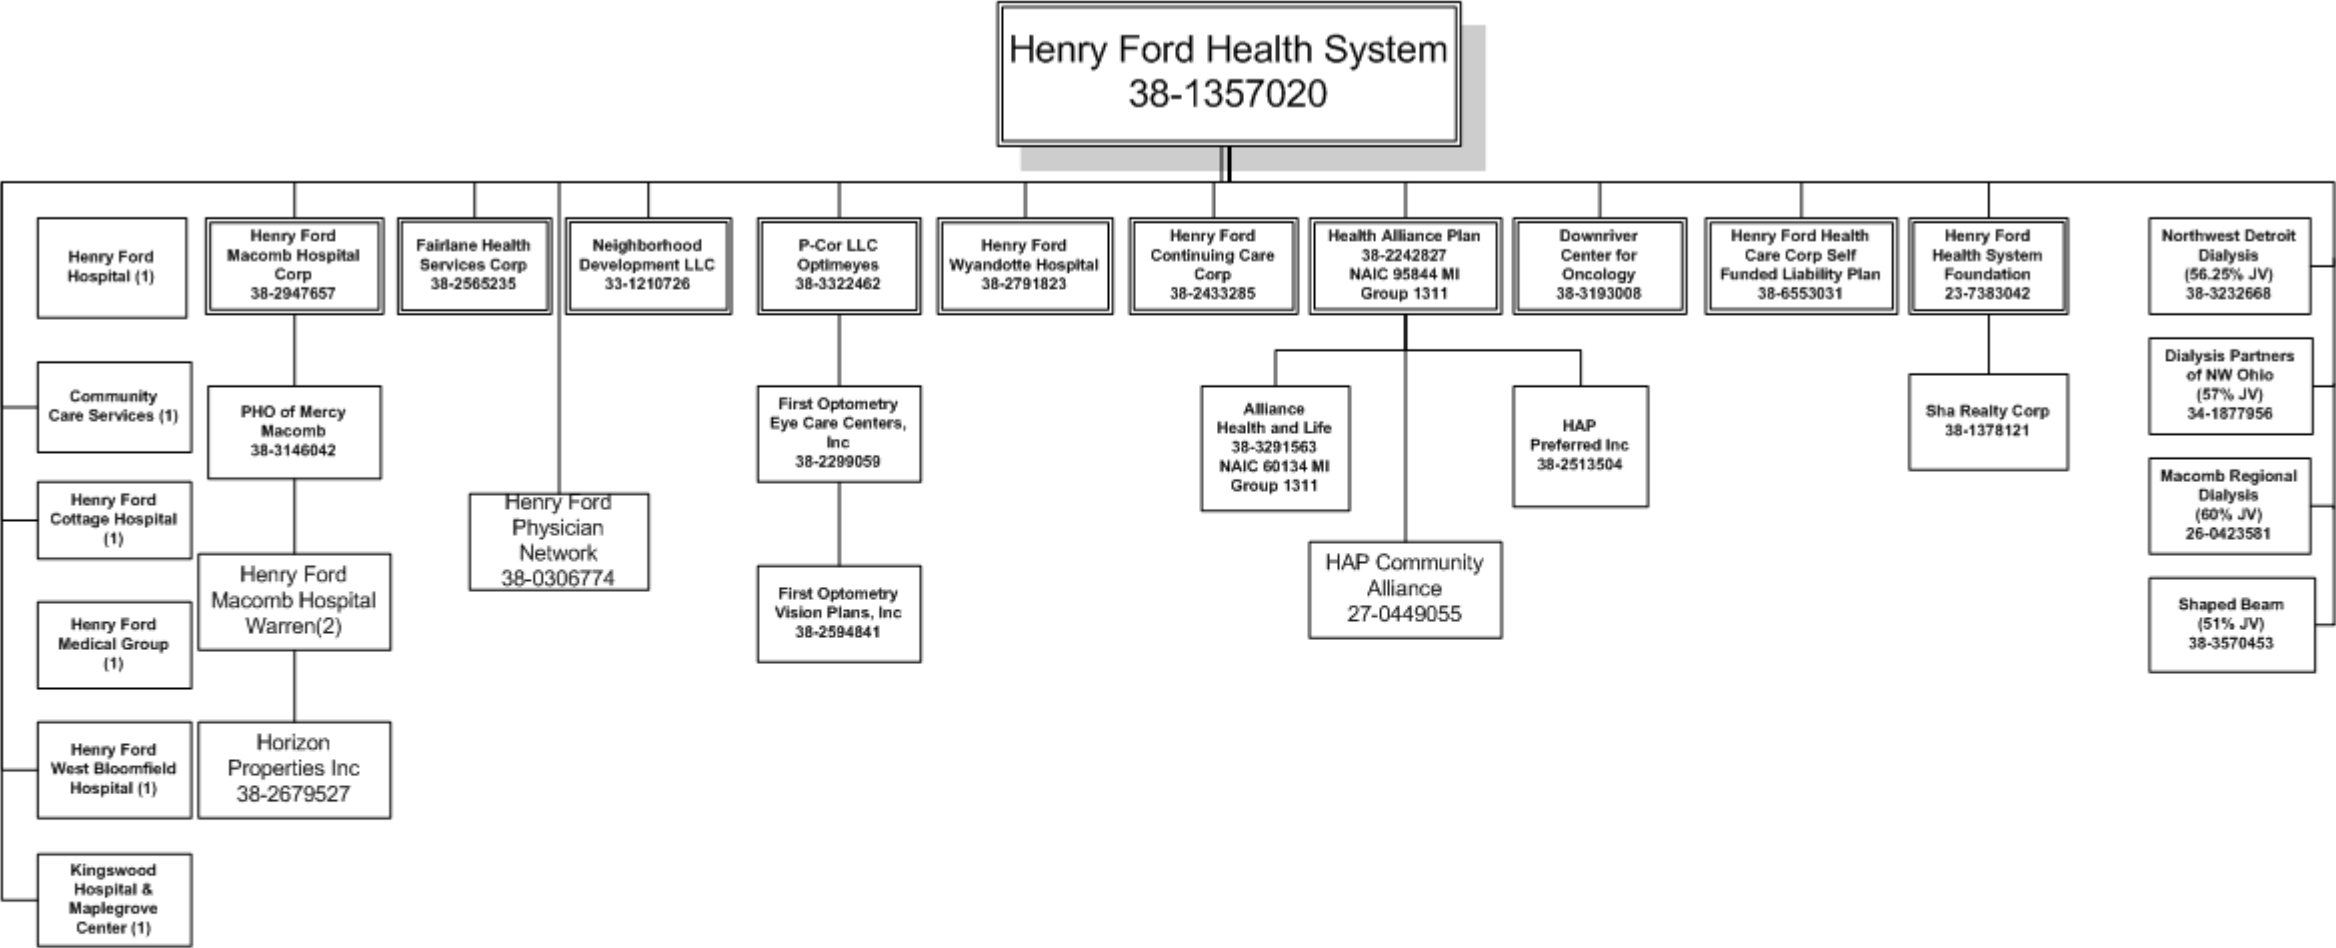 Henry Ford Health System
38-1357020
Henry Ford
Hospital (1)
Henry Ford
Macomb Hospital
Corp
38-2947657
Fairlane Health
Services Corp
38-2565235
Neighborhood
Development LLC
33-1210726
P-Cor LLC
Optimeyes
38-3322462
Henry Ford
Wyandotte Hospital
38-2791823
Henry Ford
Continuing Care
Corp
38-2433285
Health Alliance Plan
38-2242827
NAIC 95844 MI
Group 1311
Downriver
Center for
Oncology
38-3193008
Henry Ford Health
Care Corp Self
Funded Liability Plan
38-6553031
Henry Ford
Health System
Foundation
23-7383042
Northwest Detroit
Dialysis
(56.25% JV)
38-3232668
Community
Care Services (1)
PHO of Mercy
Macomb
38-3146042
First Optometry
Eye Care Centers,
Inc
38-2299059
Alliance
Health and Life
38-3291563
NAIC 60134 MI
Group 1311
HAP
Preferred Inc
38-2513504
Sha Realty Corp
38-1378121
Dialysis Partners
of NW Ohio
(57% JV)
34-1877956
Henry Ford
Cottage Hospital
(1)
Henry Ford
Physician
Network
38-0306774
Macomb Regional
Dialysis
(60% JV)
26-0423581
Henry Ford
Macomb Hospital
Warren(2)
HAP Community
Alliance
27-0449055
Henry Ford
Medical Group
(1)
First Optometry
Vision Plans, Inc
38-2594841
Shaped Beam
(51% JV)
38-3570453
Henry Ford
West Bloomfield
Hospital (1)
Horizon
Properties Inc
38-2679527
Kingswood
Hospital &
Maplegrove
Center (1)